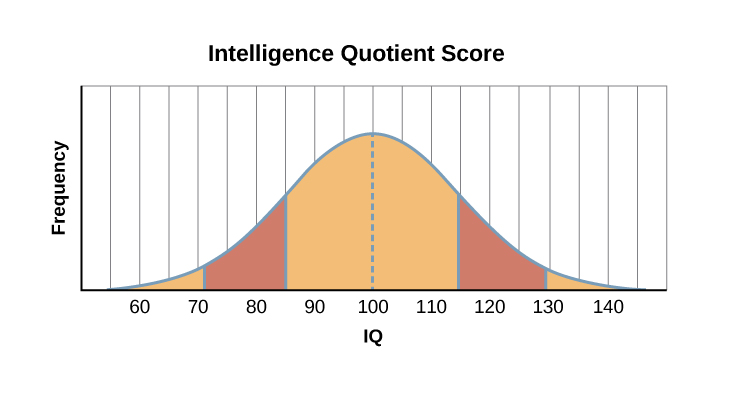 Intelligence Quotient Score
Frequency
60 70 80 90 100 110 120 130 140
IQ